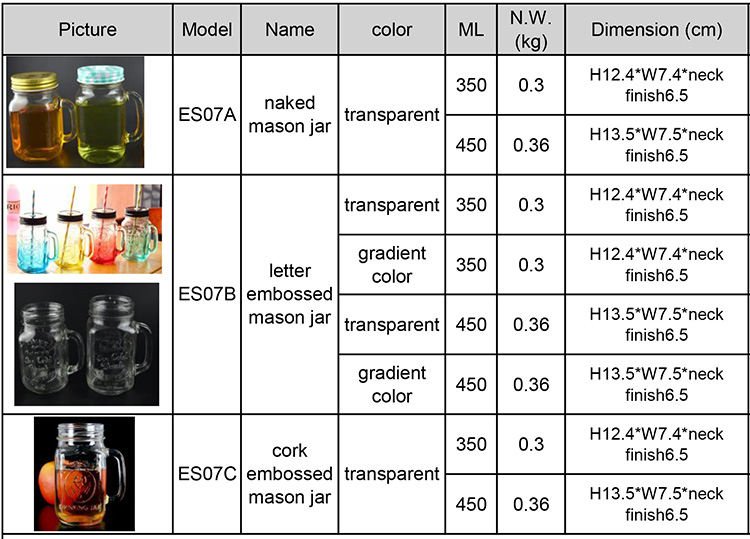 Picture
Model
Name
color
ML
N.W.
(kg)
Dimension (cm)
ES07A
naked
mason jar
transparent
350
0.3
H12.4*W7.4*neck
finish6.5
450
0.36
H13.5*W7.5*neck
finish6.5
ES07B
letter
embossed
mason jar
transparent
350
0.3
H12.4*W7.4*neck
finish6.5
gradient
color
350
0.3
H12.4*W7.4*neck
finish6.5
transparent
450
0.36
H13.5*W7.5*neck
finish6.5
gradient
color
450
0.36
H13.5*W7.5*neck
finish6.5
ES07C
cork
embossed
mason jar
transparent
350
0.3
H12.4*W7.4*neck
finish6.5
450
0.36
H13.5*W7.5*neck
finish6.5